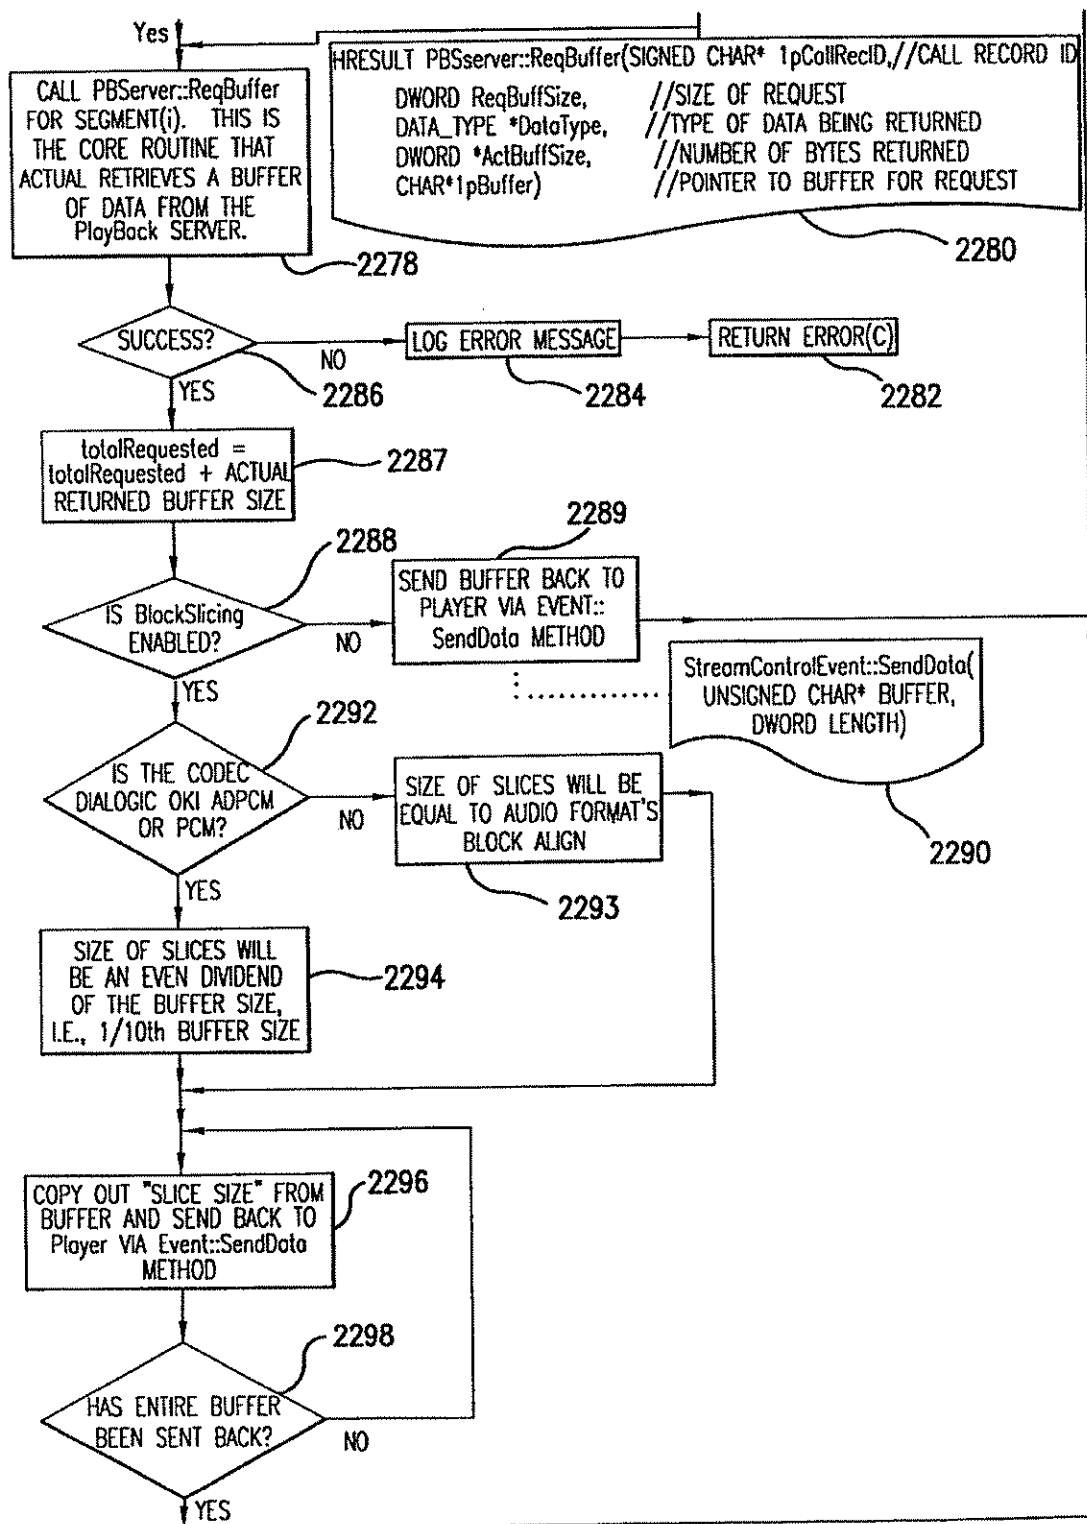 Yes
CALL PBServer::ReqBuffer
FOR SEGMENT(i). THIS IS
THE CORE ROUTINE THAT
ACTUAL RETRIEVES A BUFFER
OF DATA FROM THE
PlayBack SERVER.
2278
HRESULT PBSserver::ReqBuffer(SIGNED CHAR* 1pCallRecID,//CALL RECORD ID
DWORD ReqBuffSize, //SIZE OF REQUEST
DATA_TYPE *DataType, //TYPE OF DATA BEING RETURNED
DWORD *ActBuffSize, //NUMBER OF BYTES RETURNED
CHAR*1pBuffer) //POINTER TO BUFFER FOR REQUEST
2280
SUCCESS?
NO
YES
2286
LOG ERROR MESSAGE
2284
RETURN ERROR(C)
2282
totalRequested =
totalRequested + ACTUAL
RETURNED BUFFER SIZE
2287
2288
IS BlockSlicing
ENABLED?
NO
YES
2289
SEND BUFFER BACK TO
PLAYER VIA EVENT::
SendData METHOD
StreamControlEvent::SendData(
UNSIGNED CHAR* BUFFER,
DWORD LENGTH)
2290
2292
IS THE CODEC
DIALOGIC OKI ADPCM
OR PCM?
NO
YES
SIZE OF SLICES WILL BE
EQUAL TO AUDIO FORMAT'S
BLOCK ALIGN
2293
SIZE OF SLICES WILL
BE AN EVEN DIVIDEND
OF THE BUFFER SIZE,
I.E., 1/10th BUFFER SIZE
2294
COPY OUT "SLICE SIZE" FROM
BUFFER AND SEND BACK TO
Player VIA Event::SendData
METHOD
2296
2298
HAS ENTIRE BUFFER
BEEN SENT BACK?
NO
YES